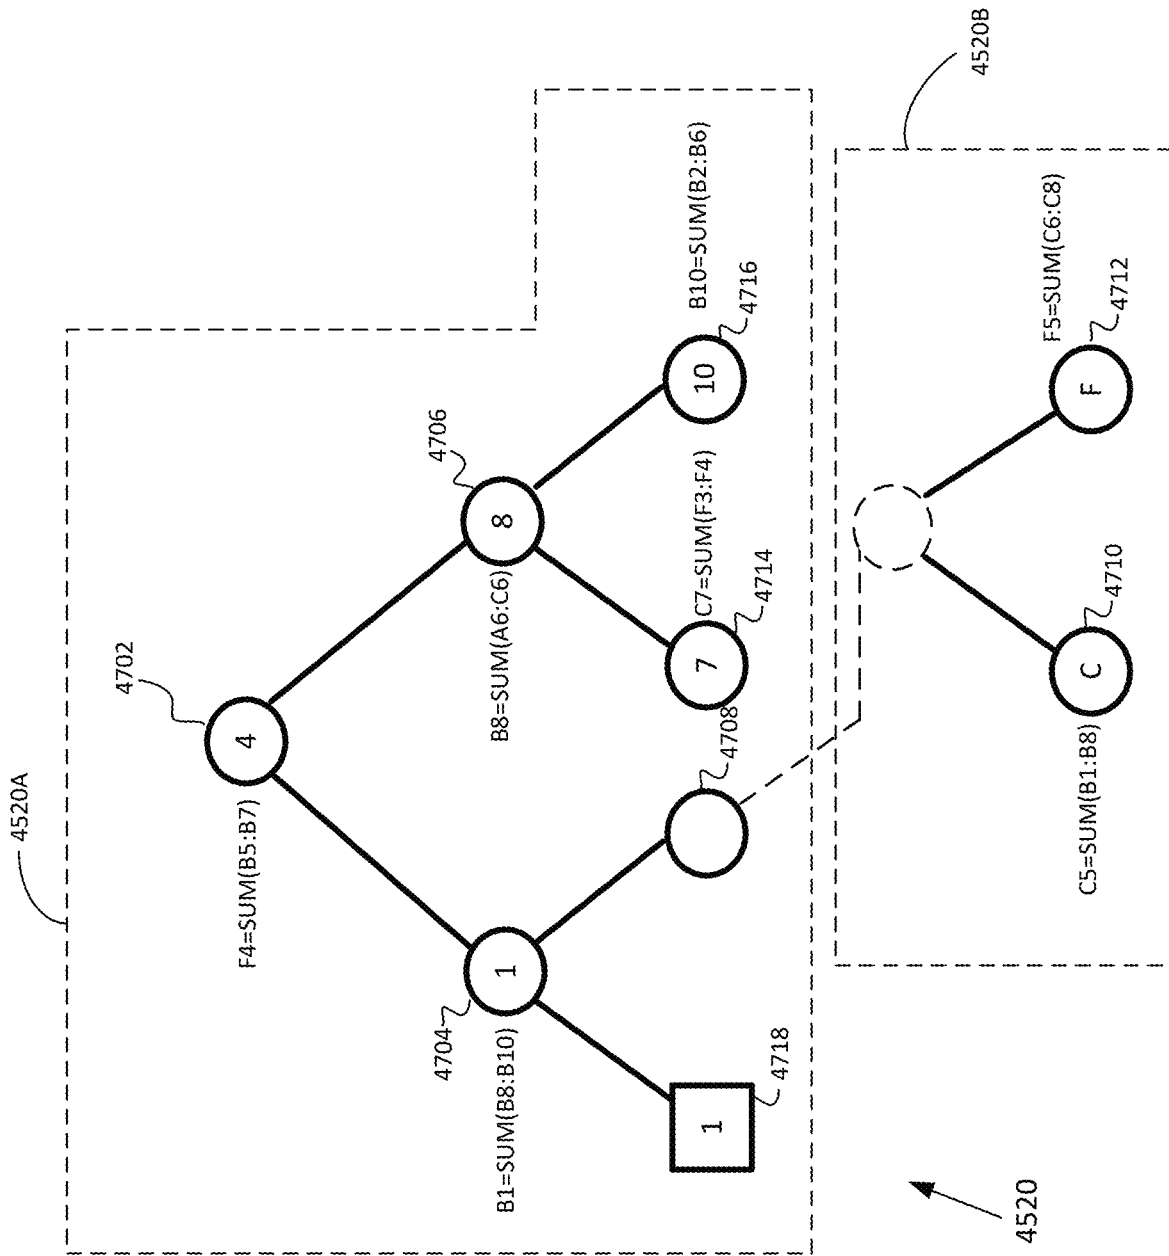 4520A
4702
4
F4=SUM(B5:B7)
4706
8
B8=SUM(A6:C6)
4704
1
B1=SUM(B8:B10)
B10=SUM(B2:B6)
10
4716
C7=SUM(F3:F4)
7
4714
4708
1
4718
4520B
F5=SUM(C6:C8)
F
4712
C
4710
C5=SUM(B1:B8)
4520